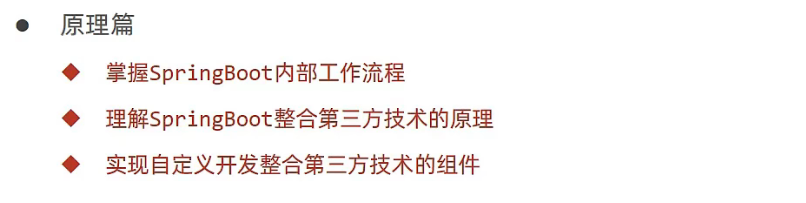 原理篇
掌握SpringBoot内部工作流程
理解SpringBoot整合第三方技术的原理
实现自定义开发整合第三方技术的组件